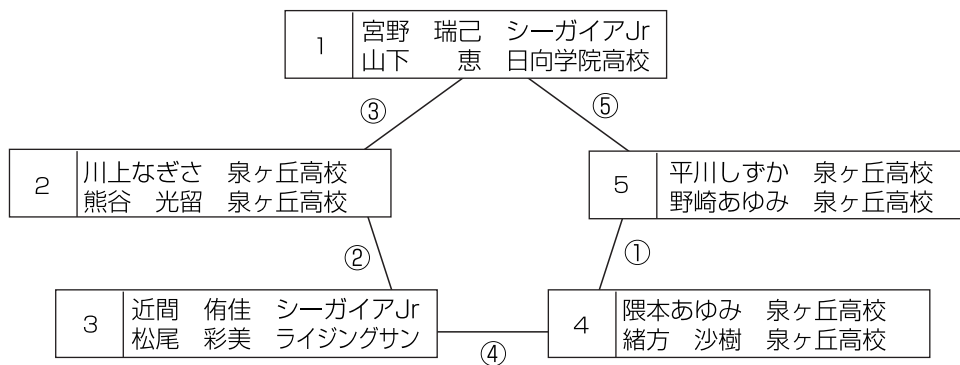 1 宮野 瑞己 シーガイアJr
山下 恵 日向学院高校
③
⑤
2 川上なぎさ 泉ヶ丘高校
熊谷 光留 泉ヶ丘高校
5 平川しずか 泉ヶ丘高校
野崎あゆみ 泉ヶ丘高校
②
①
3 近間 侑佳 シーガイアJr
松尾 彩美 ライジングサン
4 隈本あゆみ 泉ヶ丘高校
緒方 沙樹 泉ヶ丘高校
④